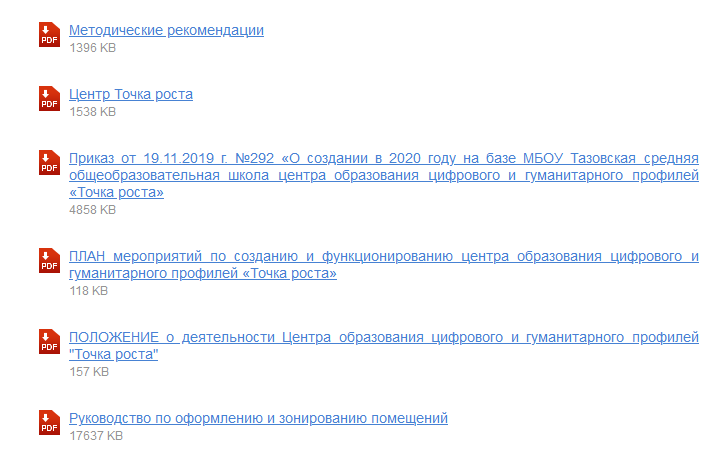 PDF
Методические рекомендации
1396 KB
PDF
Центр Точка роста
1538 KB
PDF
Приказ от 19.11.2019 г. №292 «О создании в 2020 году на базе МБОУ Тазовская средняя
общеобразовательная школа центра образования цифрового и гуманитарного профилей
«Точка роста»
4858 KB
PDF
ПЛАН мероприятий по созданию и функционированию центра образования цифрового и
гуманитарного профилей «Точка роста»
118 KB
PDF
ПОЛОЖЕНИЕ о деятельности Центра образования цифрового и гуманитарного профилей
"Точка роста"
157 KB
PDF
Руководство по оформлению и зонированию помещений
17637 KB